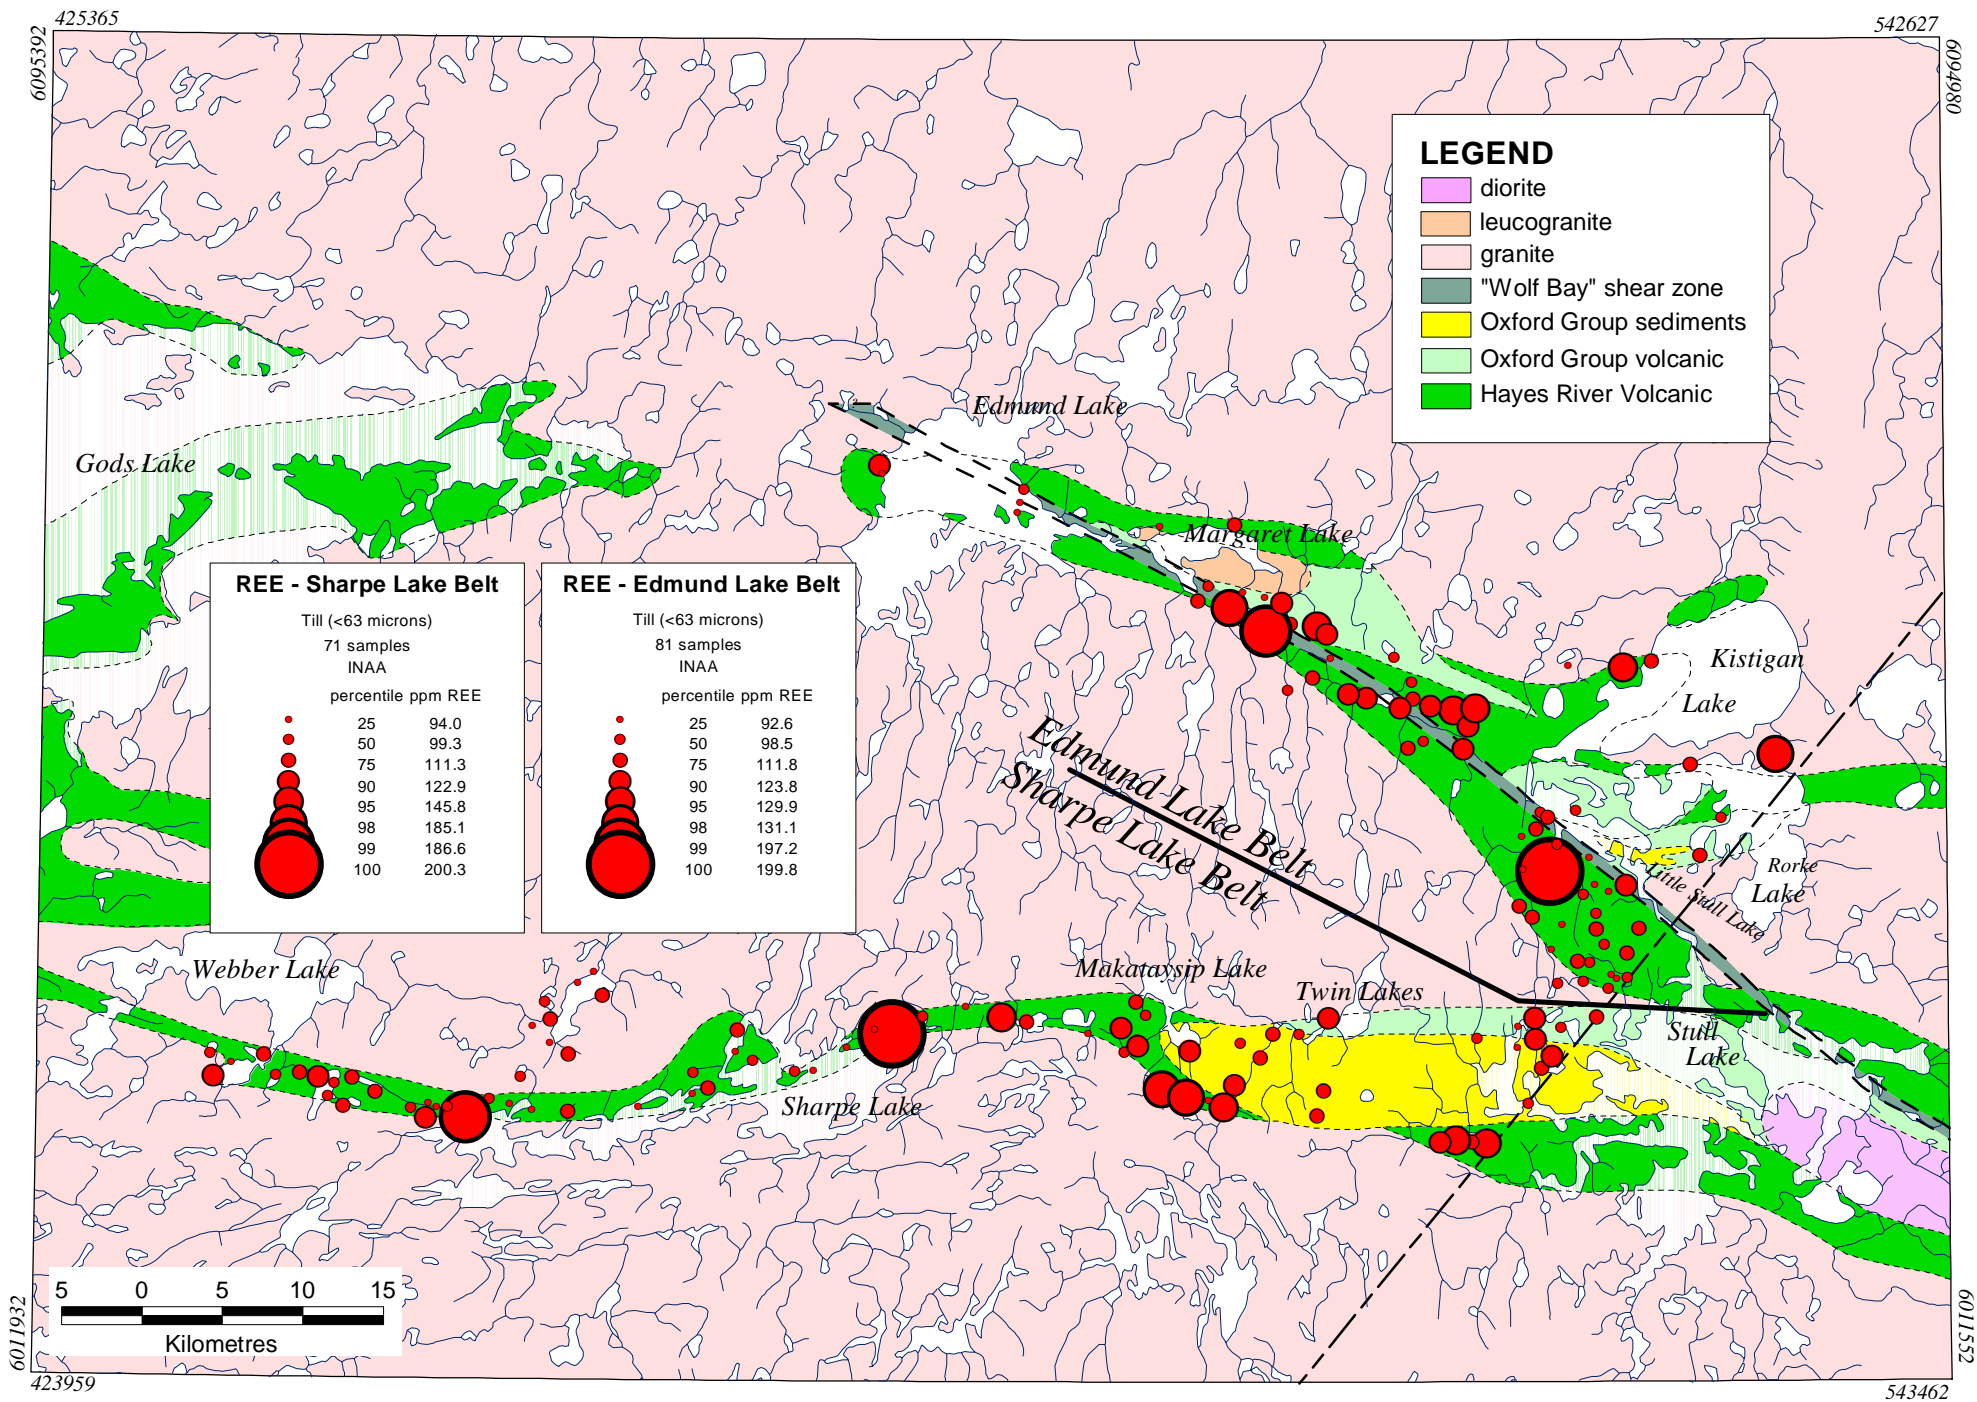 425365
542627
6095392
6094980
LEGEND
diorite
leucogranite
granite
"Wolf Bay" shear zone
Oxford Group sediments
Oxford Group volcanic
Hayes River Volcanic
Edmund Lake
Gods Lake
Margaret Lake
Kistigan
Lake
REE - Sharpe Lake Belt
Till (<63 microns)
71 samples
INAA
percentile ppm REE
25 94.0
50 99.3
75 111.3
90 122.9
95 145.8
98 185.1
99 186.6
100 200.3
REE - Edmund Lake Belt
Till (<63 microns)
81 samples
INAA
percentile ppm REE
25 92.6
50 98.5
75 111.8
90 123.8
95 129.9
98 131.1
99 197.2
100 199.8
Edmund Lake Belt
Sharpe Lake Belt
Rorke
Lake
Little Stull Lake
Webber Lake
Makataysip Lake
Twin Lakes
Stull
Lake
Sharpe Lake
5 0 5 10 15
Kilometres
6011932
6011552
423959
543462